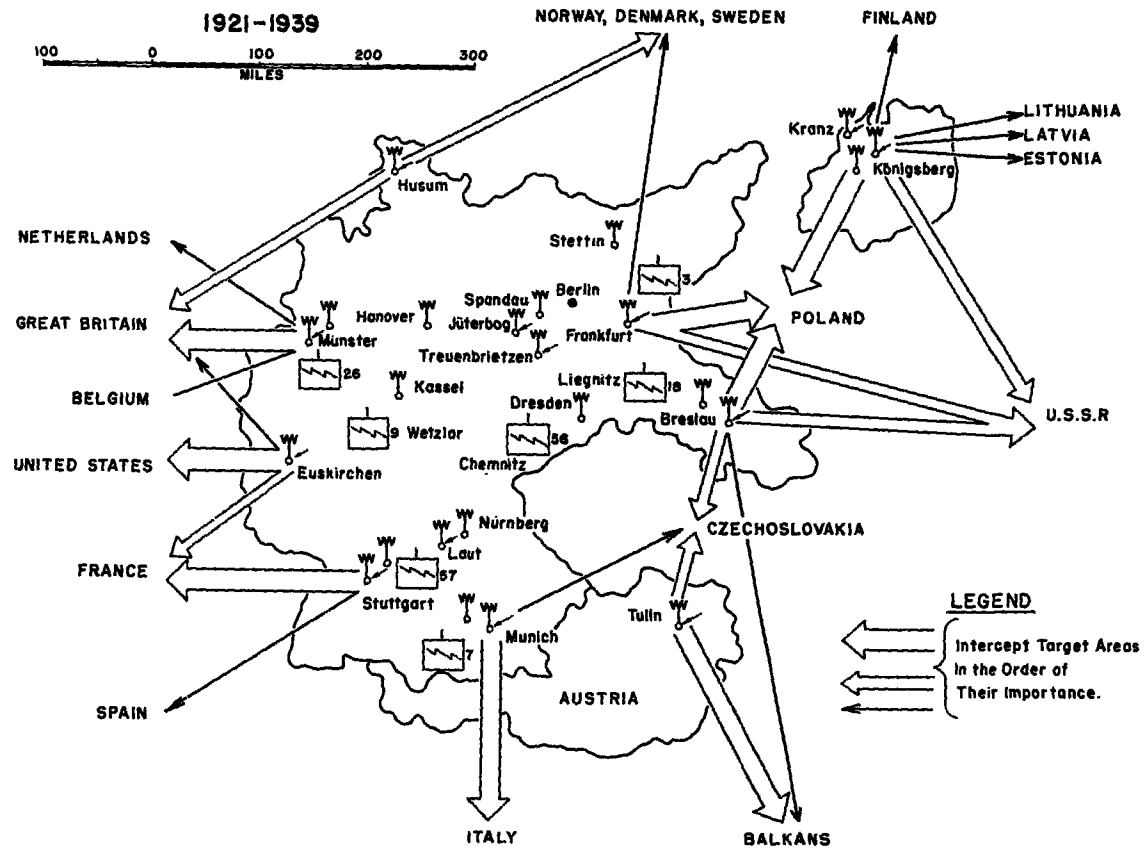 1921-1939
100 0 100 200 300
MILES
NORWAY, DENMARK, SWEDEN
FINLAND
LITHUANIA
LATVIA
ESTONIA
Kranz
Königsberg
Husum
NETHERLANDS
Stettin
3
Spandau
Berlin
GREAT BRITAIN
Hanover
Jüterbog
Frankfurt
POLAND
Münster
Treuenbrietzen
26
Liegnitz
18
BELGIUM
Kassel
Dresden
Breslau
U.S.S.R
9 Wetzlar
56
UNITED STATES
Euskirchen
Chemnitz
Nürnberg
CZECHOSLOVAKIA
Lauf
FRANCE
57
Stuttgart
Tulln
LEGEND
Munich
Intercept Target Areas
7
In the Order of
Their Importance.
SPAIN
AUSTRIA
ITALY
BALKANS